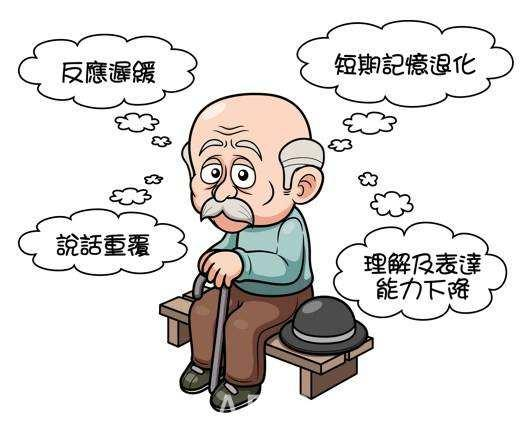 反應遲緩
短期記憶退化
說話重覆
理解及表達
能力下降